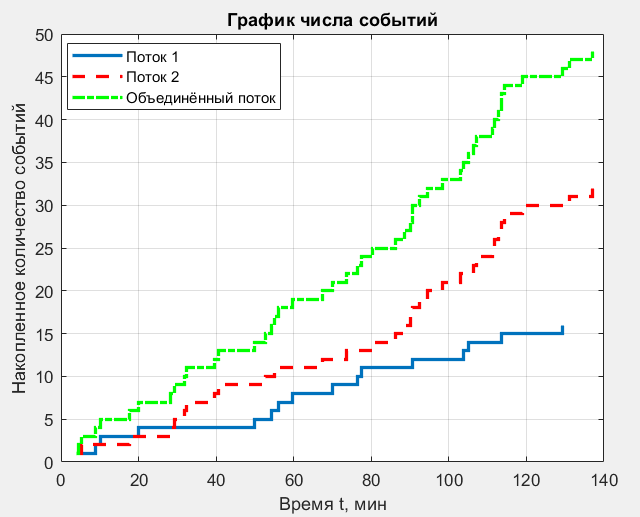 График числа событий
Поток 1
Поток 2
Объединённый поток
Накопленное количество событий
50
45
40
35
30
25
20
15
10
5
0
0 20 40 60 80 100 120 140
Время t, мин